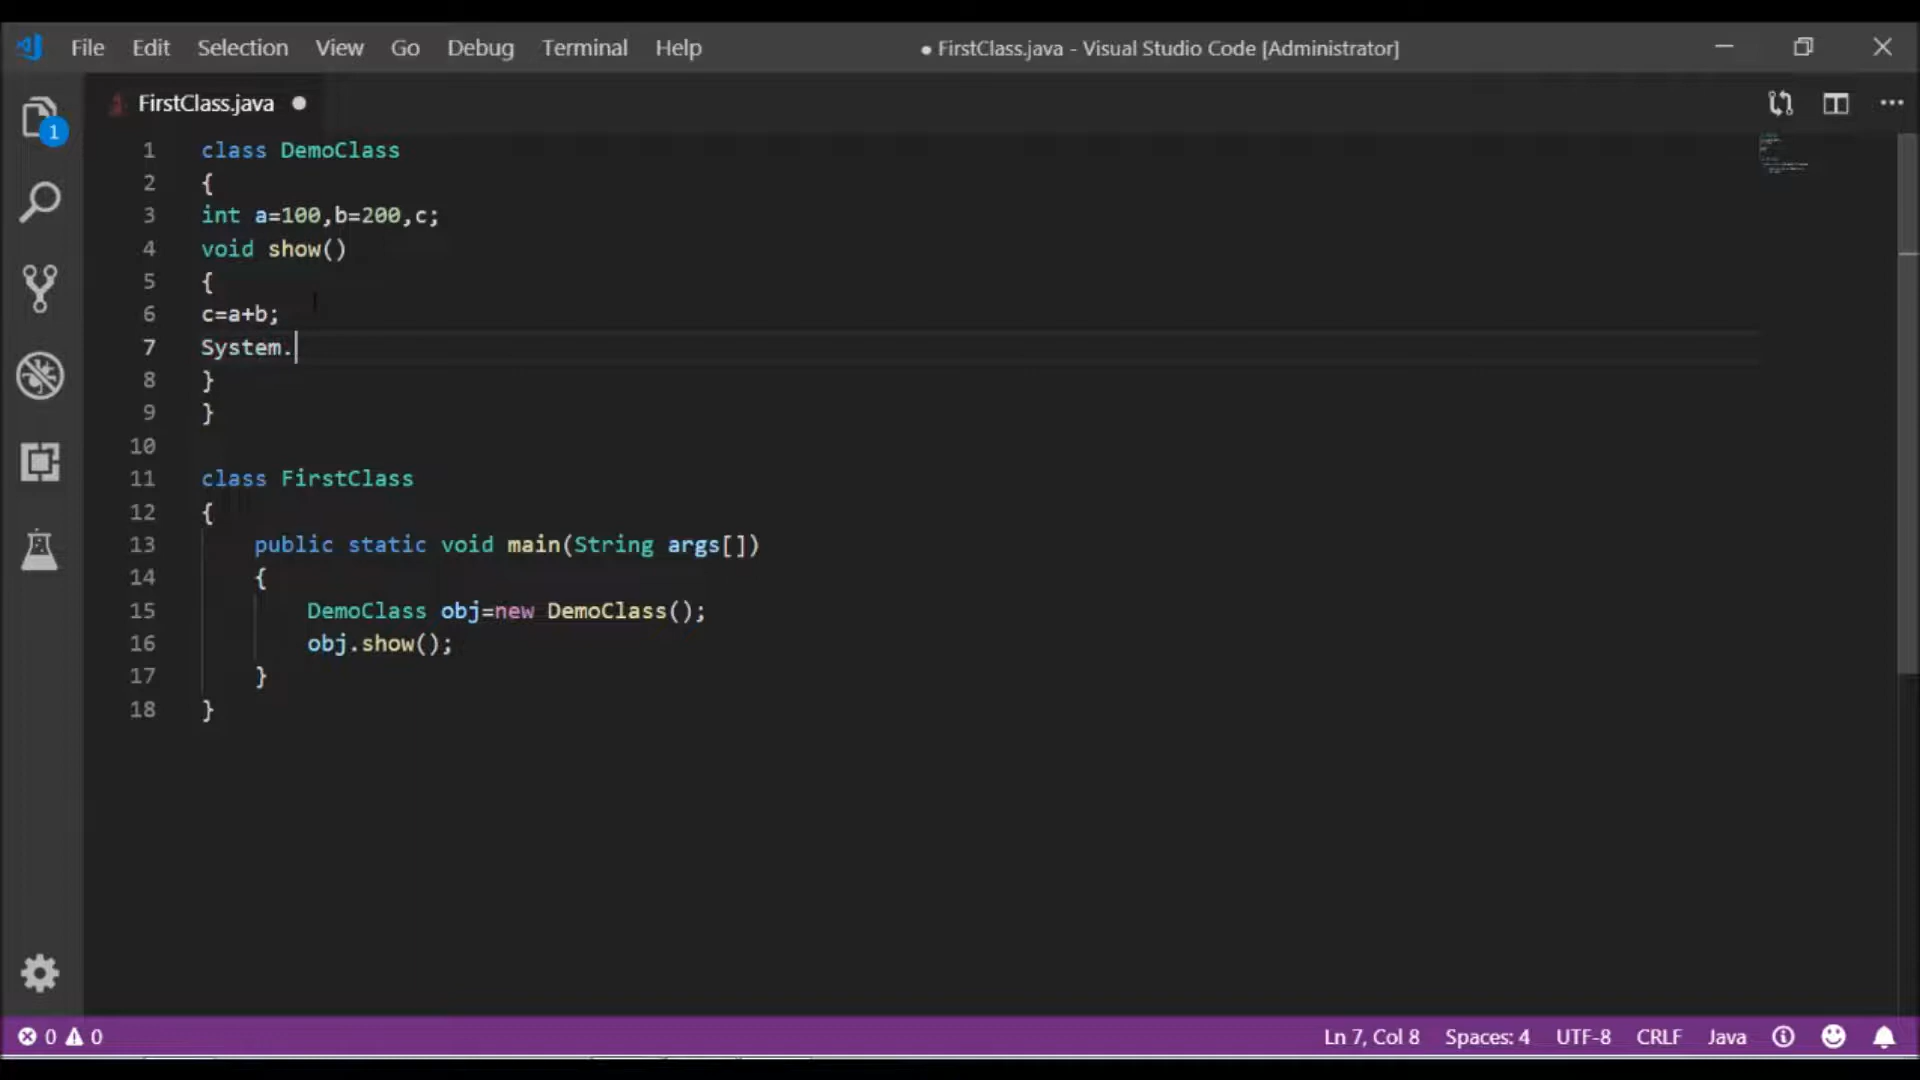 File Edit Selection View Go Debug Terminal Help
● FirstClass.java - Visual Studio Code [Administrator]
FirstClass.java ●
1
1 class DemoClass
2 {
3 int a=100,b=200,c;
4 void show()
5 {
6 c=a+b;
7 System.
8 }
9 }
10
11 class FirstClass
12 {
13 public static void main(String args[])
14 {
15 DemoClass obj=new DemoClass();
16 obj.show();
17 }
18 }
0 0
Ln 7, Col 8 Spaces: 4 UTF-8 CRLF Java